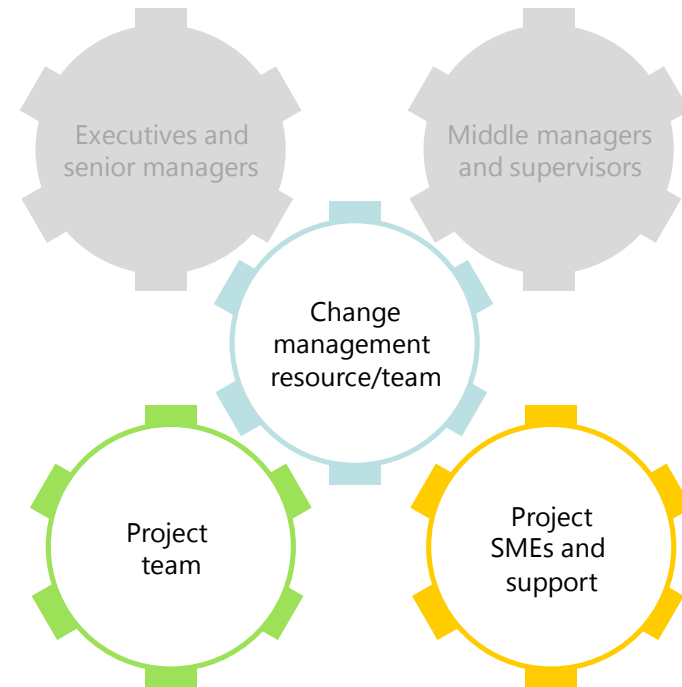 Executives and
senior managers
Middle managers
and supervisors
Change
management
resource/team
Project
team
Project
SMEs and
support